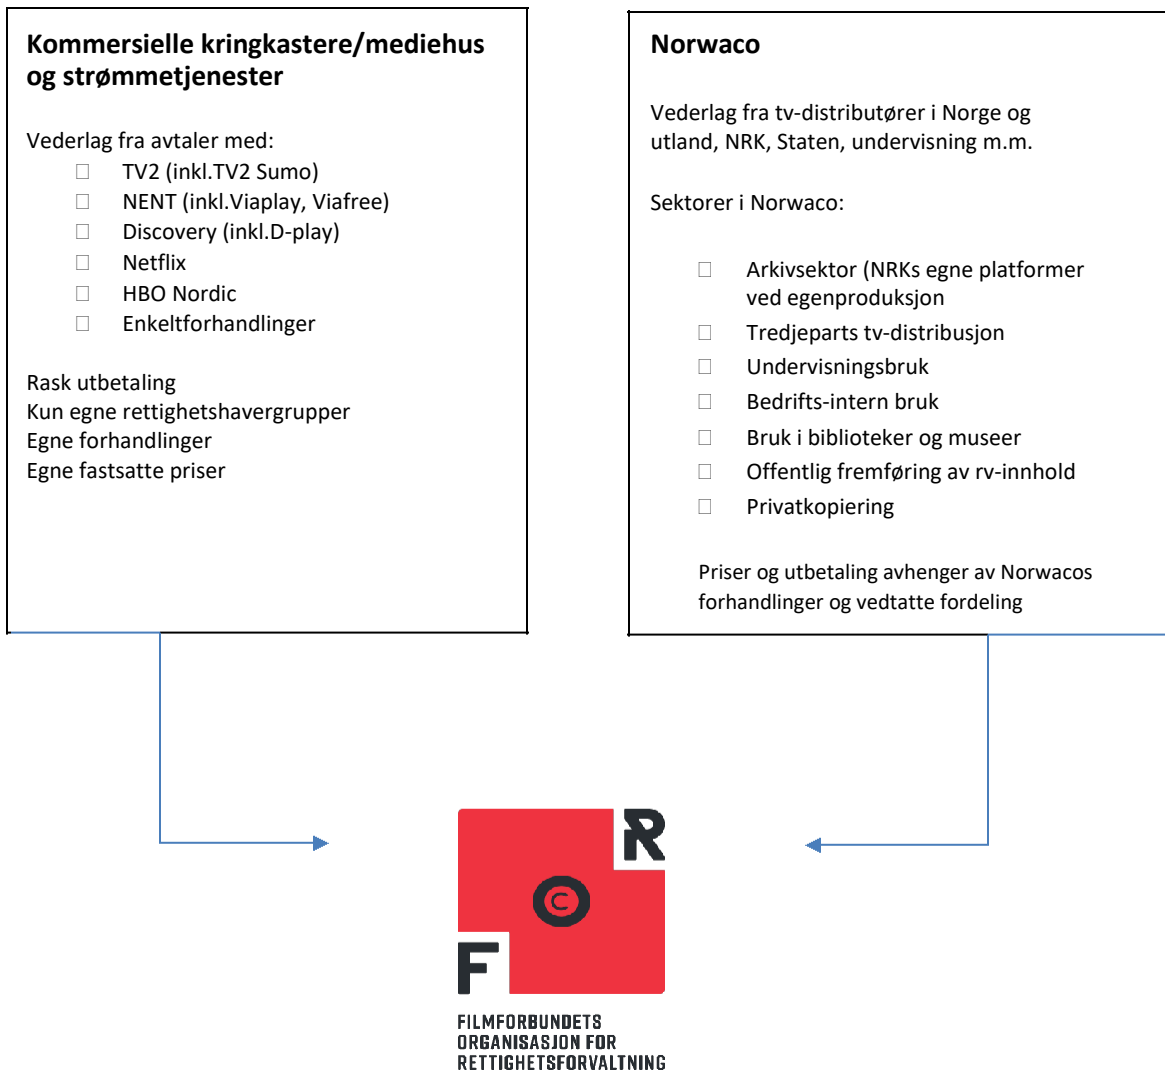 Kommersielle kringkastere/mediehus
og strømmetjenester
Vederlag fra avtaler med:
TV2 (inkl.TV2 Sumo)
NENT (inkl.Viaplay, Viafree)
Discovery (inkl.D-play)
Netflix
HBO Nordic
Enkeltforhandlinger
Rask utbetaling
Kun egne rettighetshavergrupper
Egne forhandlinger
Egne fastsatte priser
Norwaco
Vederlag fra tv-distributører i Norge og
utland, NRK, Staten, undervisning m.m.
Sektorer i Norwaco:
Arkivsektor (NRKs egne platformer
ved egenproduksjon
Tredjeparts tv-distribusjon
Undervisningsbruk
Bedrifts-intern bruk
Bruk i biblioteker og museer
Offentlig fremføring av rv-innhold
Privatkopiering
Priser og utbetaling avhenger av Norwacos
forhandlinger og vedtatte fordeling
R
©
F
FILMFORBUNDETS
ORGANISASJON FOR
RETTIGHETSFORVALTNING